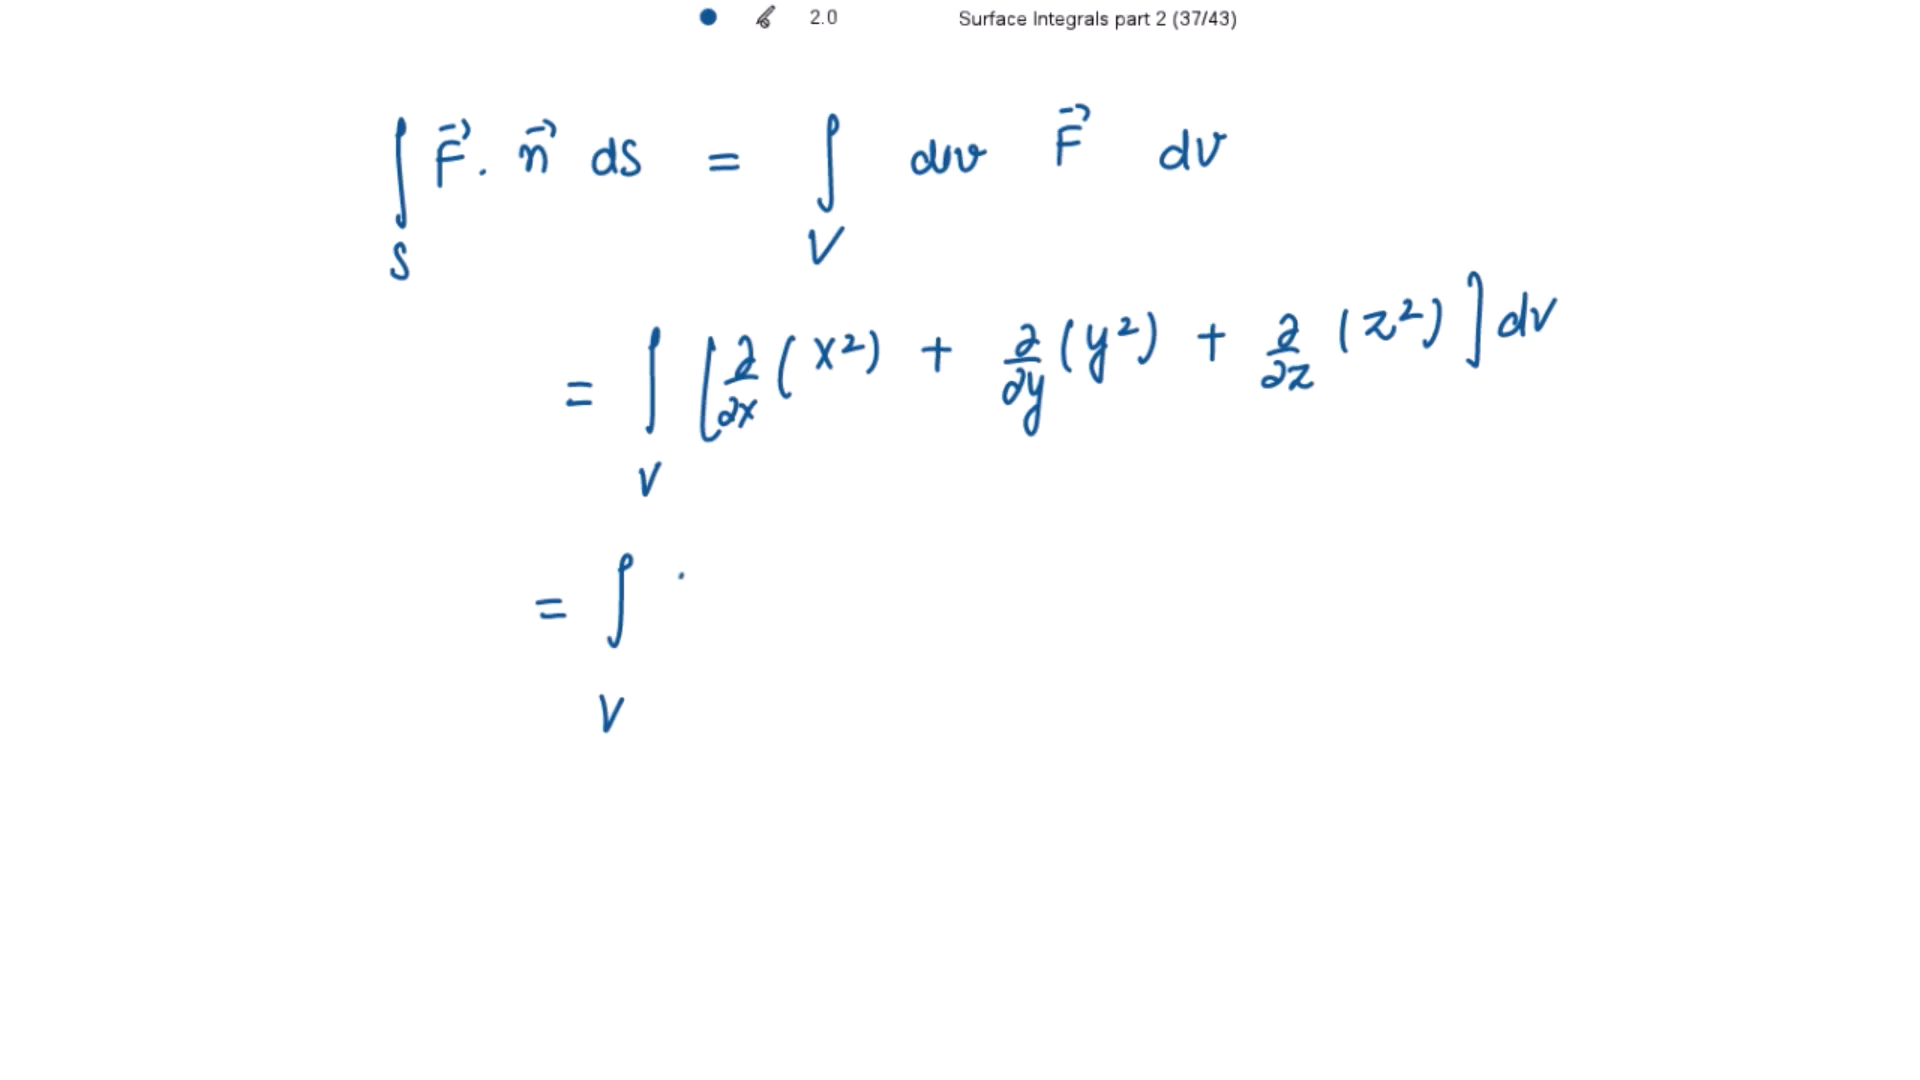 2.0 Surface Integrals part 2 (37/43)
∫_S F⃗ . n⃗ ds = ∫_V div F⃗ dv
= ∫_V [∂/∂x (x²) + ∂/∂y (y²) + ∂/∂z (z²)] dv
= ∫_V